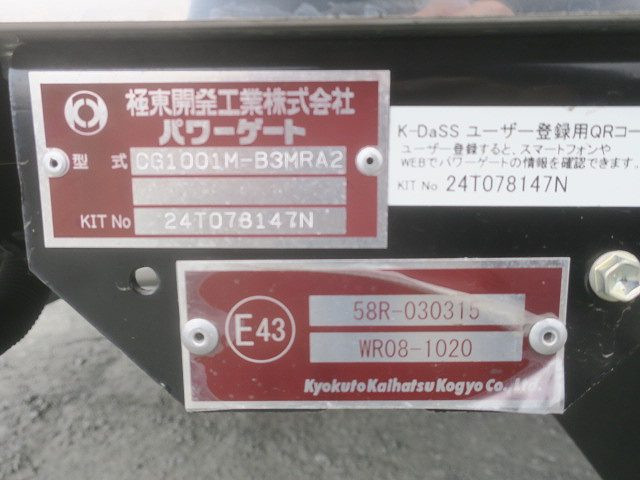 極東開発工業株式会社
パワーゲート
型 式 CG1001M-B3MRA2
KIT No 24T078147N
K-DaSS ユーザー登録用QRコー
ユーザー登録すると、スマートフォンや
WEBでパワーゲートの情報を確認できます。
KIT No 24T078147N
E43
58R-030315
WR08-1020
Kyokuto Kaihatsu Kogyo Co., Ltd.